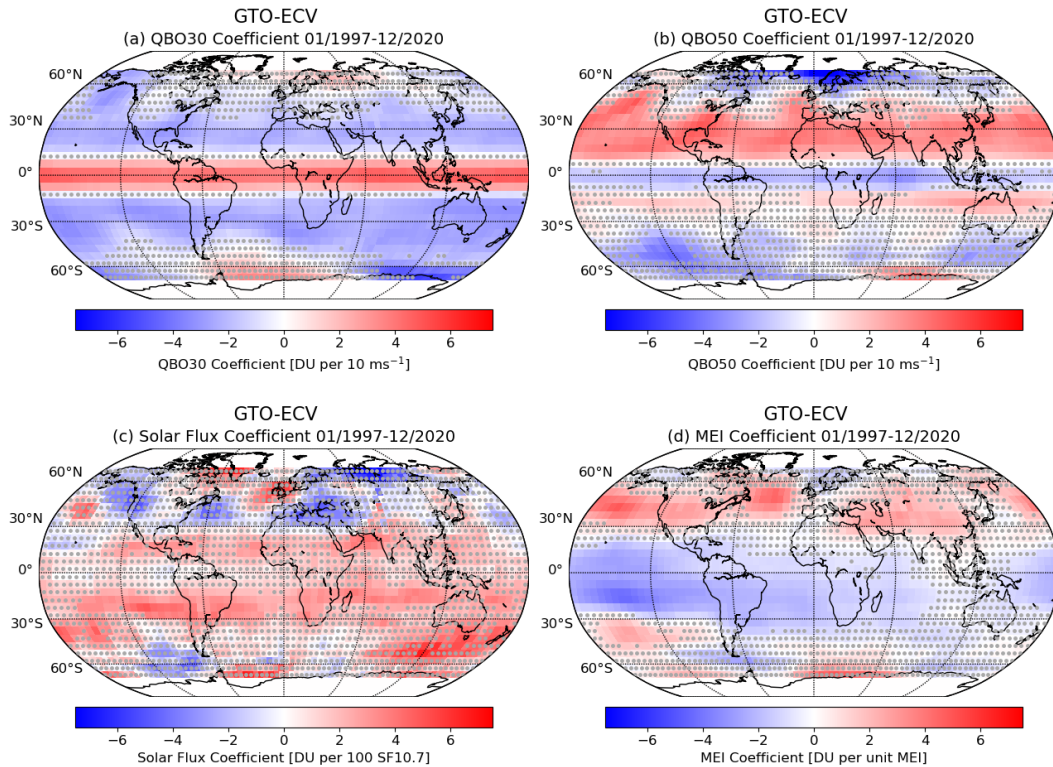 GTO-ECV
(a) QBO30 Coefficient 01/1997-12/2020
60°N
30°N
0°
30°S
60°S
−6 −4 −2 0 2 4 6
QBO30 Coefficient [DU per 10 ms⁻¹]
GTO-ECV
(b) QBO50 Coefficient 01/1997-12/2020
60°N
30°N
0°
30°S
60°S
−6 −4 −2 0 2 4 6
QBO50 Coefficient [DU per 10 ms⁻¹]
GTO-ECV
(c) Solar Flux Coefficient 01/1997-12/2020
60°N
30°N
0°
30°S
60°S
−6 −4 −2 0 2 4 6
Solar Flux Coefficient [DU per 100 SF10.7]
GTO-ECV
(d) MEI Coefficient 01/1997-12/2020
60°N
30°N
0°
30°S
60°S
−6 −4 −2 0 2 4 6
MEI Coefficient [DU per unit MEI]